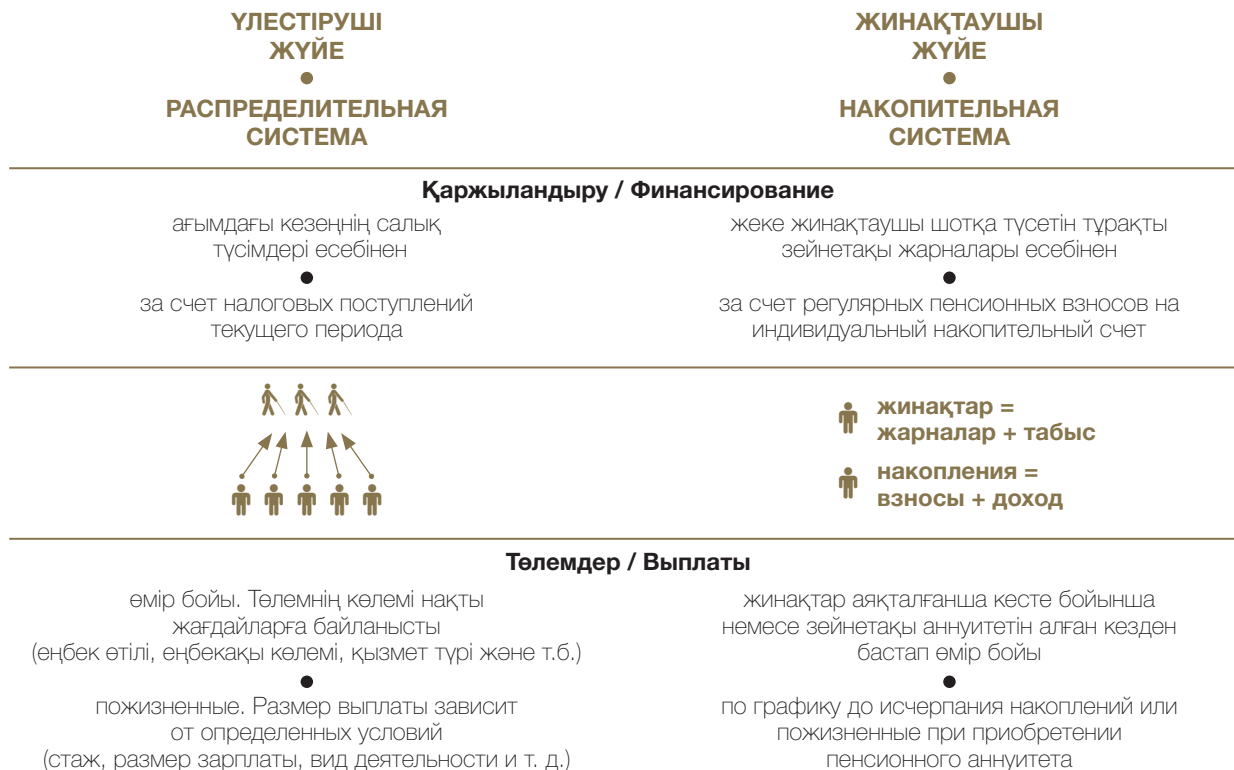 ҮЛЕСТІРУШІ
ЖҮЙЕ
●
РАСПРЕДЕЛИТЕЛЬНАЯ
СИСТЕМА
ЖИНАҚТАУШЫ
ЖҮЙЕ
●
НАКОПИТЕЛЬНАЯ
СИСТЕМА
Қаржыландыру / Финансирование
ағымдағы кезеңнің салық
түсімдері есебінен
●
за счет налоговых поступлений
текущего периода
жеке жинақтаушы шотқа түсетін тұрақты
зейнетақы жарналары есебінен
●
за счет регулярных пенсионных взносов на
индивидуальный накопительный счет
жинақтар =
жарналар + табыс
накопления =
взносы + доход
Төлемдер / Выплаты
өмір бойы. Төлемнің көлемі нақты
жағдайларға байланысты
(еңбек өтілі, еңбекақы көлемі, қызмет түрі және т.б.)
●
пожизненные. Размер выплаты зависит
от определенных условий
(стаж, размер зарплаты, вид деятельности и т. д.)
жинақтар аяқталғанша кесте бойынша
немесе зейнетақы аннуитетін алған кезден
бастап өмір бойы
●
по графику до исчерпания накоплений или
пожизненные при приобретении
пенсионного аннуитета